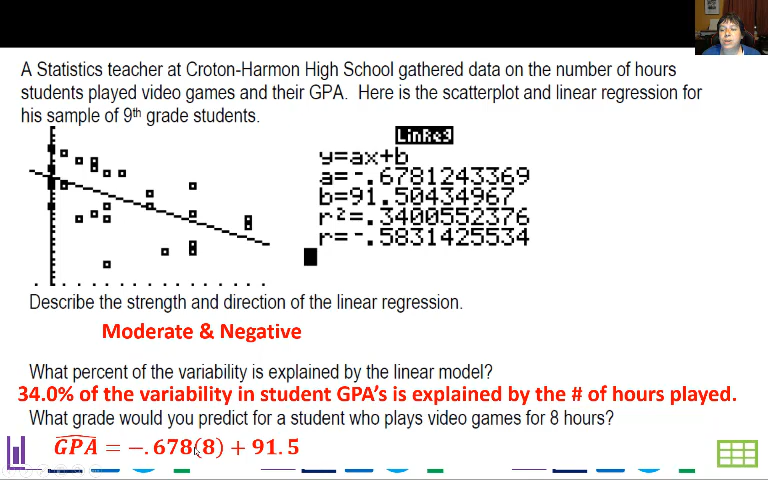 A Statistics teacher at Croton-Harmon High School gathered data on the number of hours
students played video games and their GPA. Here is the scatterplot and linear regression for
his sample of 9th grade students.
LinReg
y=ax+b
a=-.6781243369
b=91.50434967
r²=.3400552376
r=-.5831425534
Describe the strength and direction of the linear regression.
Moderate & Negative
What percent of the variability is explained by the linear model?
34.0% of the variability in student GPA's is explained by the # of hours played.
What grade would you predict for a student who plays video games for 8 hours?
\widehat{GPA} = −.678(8) + 91.5